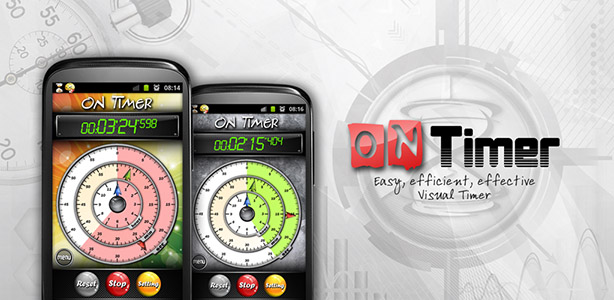 08:14
ON TIMER
00:03'24"598
menu
Reset
Stop
Setting
08:16
ON TIMER
00:02'15"404
menu
Reset
Stop
Setting
ON Timer
Easy, efficient, effective
Visual Timer